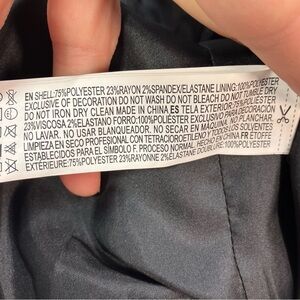 EN SHELL:75%POLYESTER 23%RAYON 2%SPANDEX,ELASTANE LINING:100%POLYESTER
EXCLUSIVE OF DECORATION DO NOT WASH DO NOT BLEACH DO NOT TUMBLE DRY
DO NOT IRON DRY CLEAN MADE IN CHINA ES TELA EXTERIOR:75%POLIÉSTER
23%VISCOSA 2%ELASTANO FORRO:100%POLIÉSTER EXCLUSIVO PARA DECORACIÓN
NO LAVAR. NO USAR BLANQUEADOR. NO SECAR EN SECADORA. NO PLANCHAR.
LIMPIEZA EN SECO PROFESIONAL CON TETRACLOROETILENO Y TODOS LOS SOLVENTES
ESTABLECIDOS PARA EL SÍMBOLO F. PROCESO NORMAL. HECHO EN CHINA FR ÉTOFFE
EXTÉRIEURE:75%POLYESTER 23%RAYONNE 2%ÉLASTANE DOUBLURE:100%POLYESTER